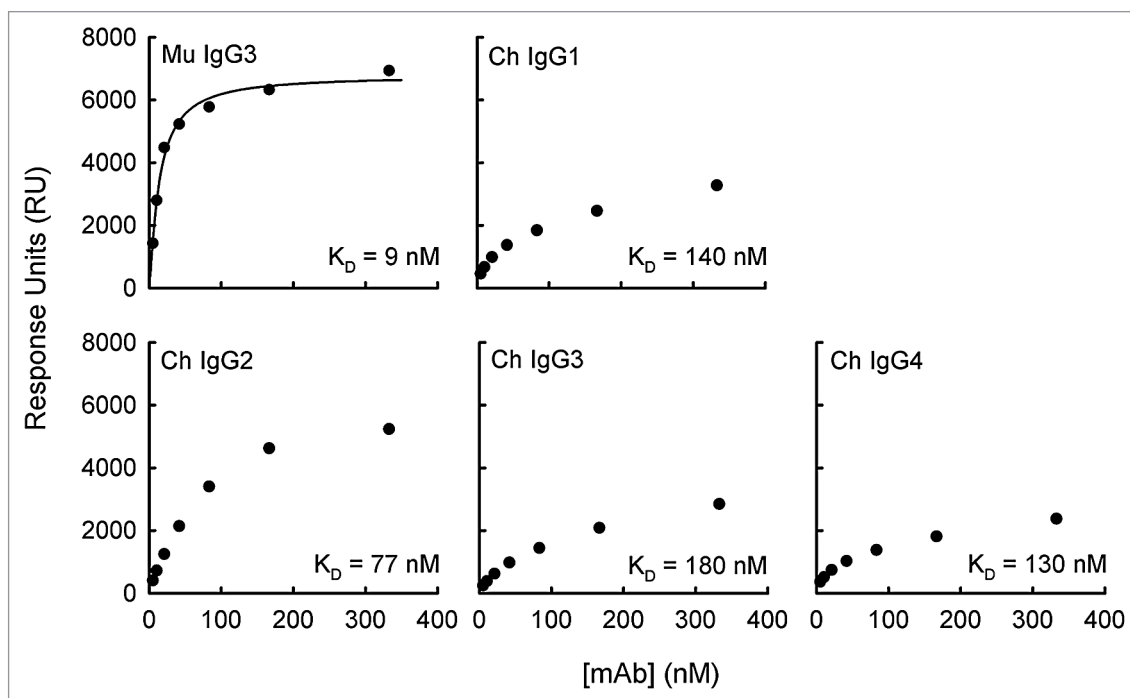 Response Units (RU)
8000
6000
4000
2000
0
Mu IgG3
K_D = 9 nM
Ch IgG1
K_D = 140 nM
8000
6000
4000
2000
0
Ch IgG2
K_D = 77 nM
Ch IgG3
K_D = 180 nM
Ch IgG4
K_D = 130 nM
0 100 200 300 400
0 100 200 300 400
0 100 200 300 400
[mAb] (nM)